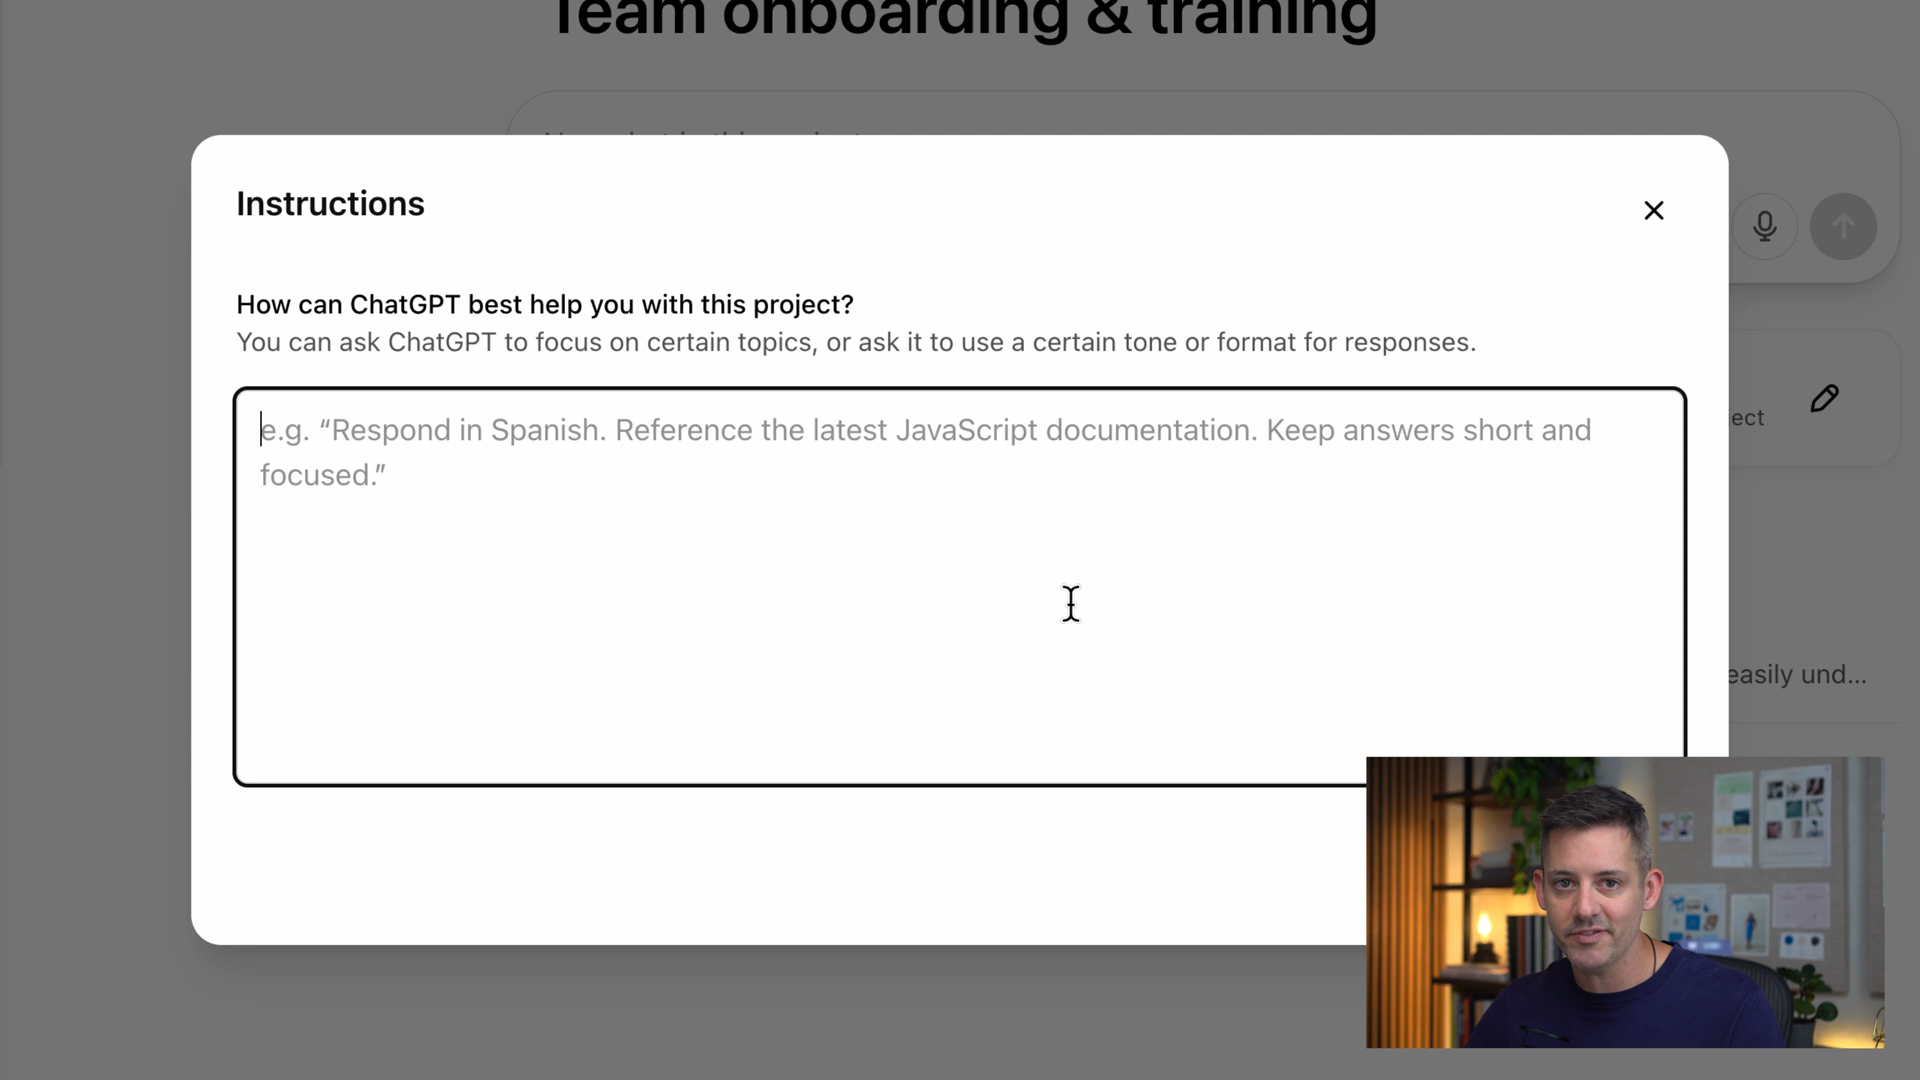 Team onboarding & training
Instructions
How can ChatGPT best help you with this project?
You can ask ChatGPT to focus on certain topics, or ask it to use a certain tone or format for responses.
e.g. “Respond in Spanish. Reference the latest JavaScript documentation. Keep answers short and
focused.”
ect
easily und...